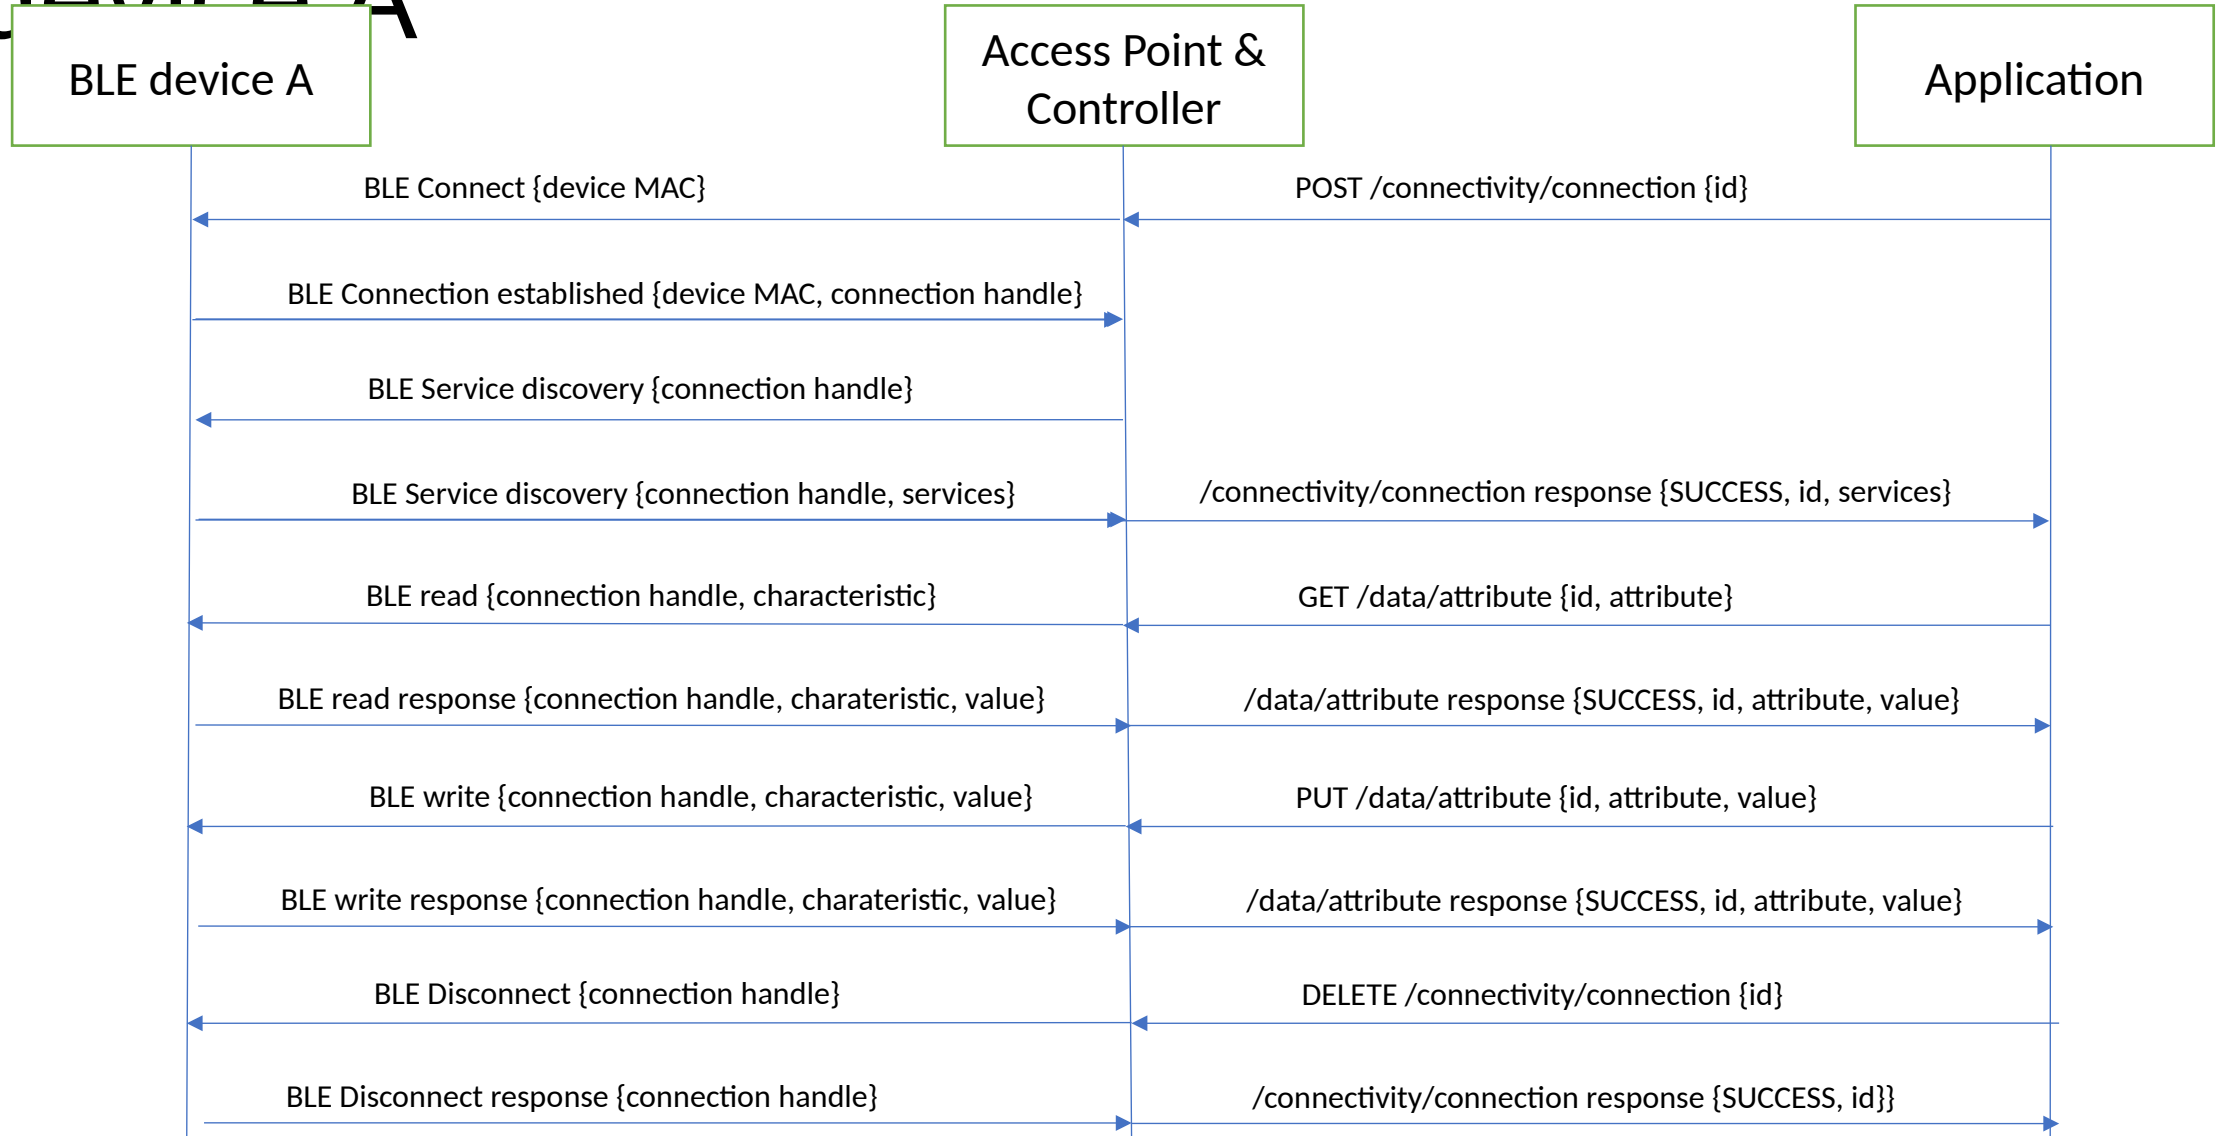 device A
BLE device A
Access Point &
Controller
Application
BLE Connect {device MAC}
POST /connectivity/connection {id}
BLE Connection established {device MAC, connection handle}
BLE Service discovery {connection handle}
BLE Service discovery {connection handle, services}
/connectivity/connection response {SUCCESS, id, services}
BLE read {connection handle, characteristic}
GET /data/attribute {id, attribute}
BLE read response {connection handle, charateristic, value}
/data/attribute response {SUCCESS, id, attribute, value}
BLE write {connection handle, characteristic, value}
PUT /data/attribute {id, attribute, value}
BLE write response {connection handle, charateristic, value}
/data/attribute response {SUCCESS, id, attribute, value}
BLE Disconnect {connection handle}
DELETE /connectivity/connection {id}
BLE Disconnect response {connection handle}
/connectivity/connection response {SUCCESS, id}}